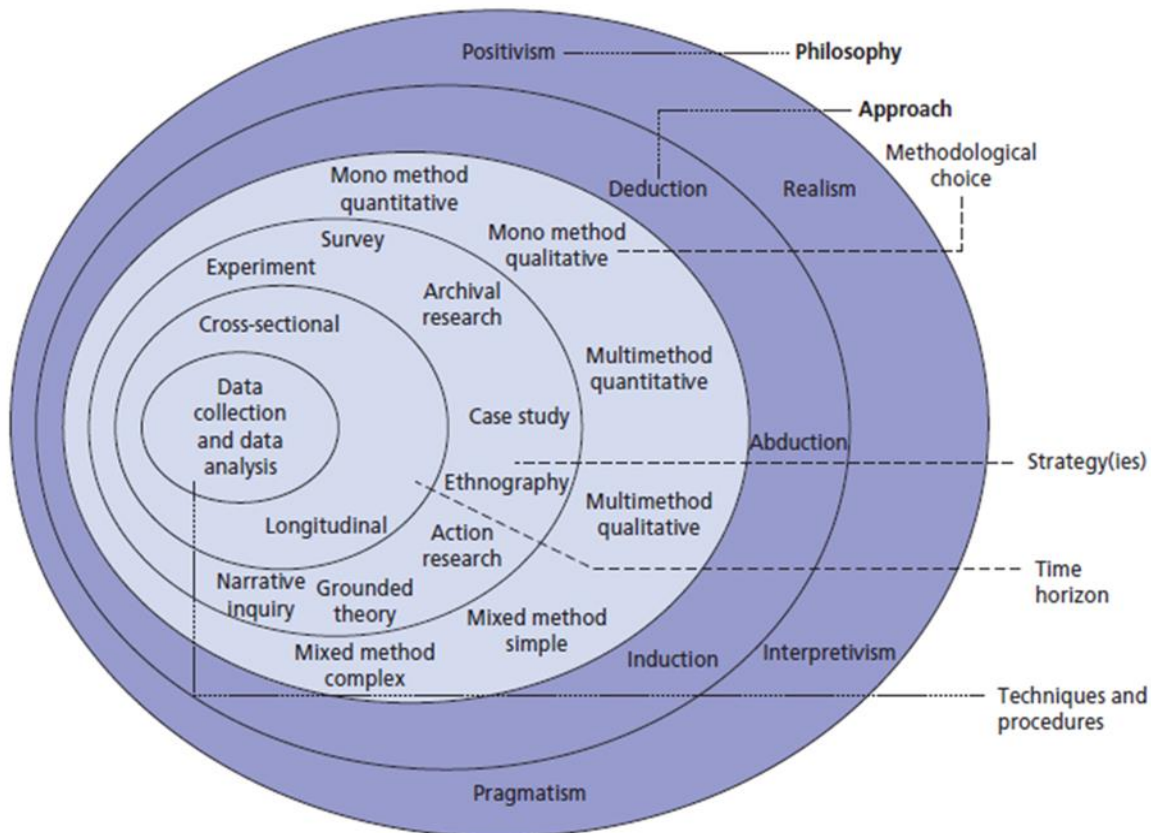 Positivism
Philosophy
Approach
Methodological
choice
Mono method
quantitative
Deduction
Realism
Survey
Mono method
qualitative
Experiment
Archival
research
Cross-sectional
Multimethod
quantitative
Data
collection
and data
analysis
Case study
Abduction
Strategy(ies)
Ethnography
Multimethod
qualitative
Longitudinal
Action
research
Time
horizon
Narrative
inquiry
Grounded
theory
Mixed method
simple
Mixed method
complex
Induction
Interpretivism
Techniques and
procedures
Pragmatism